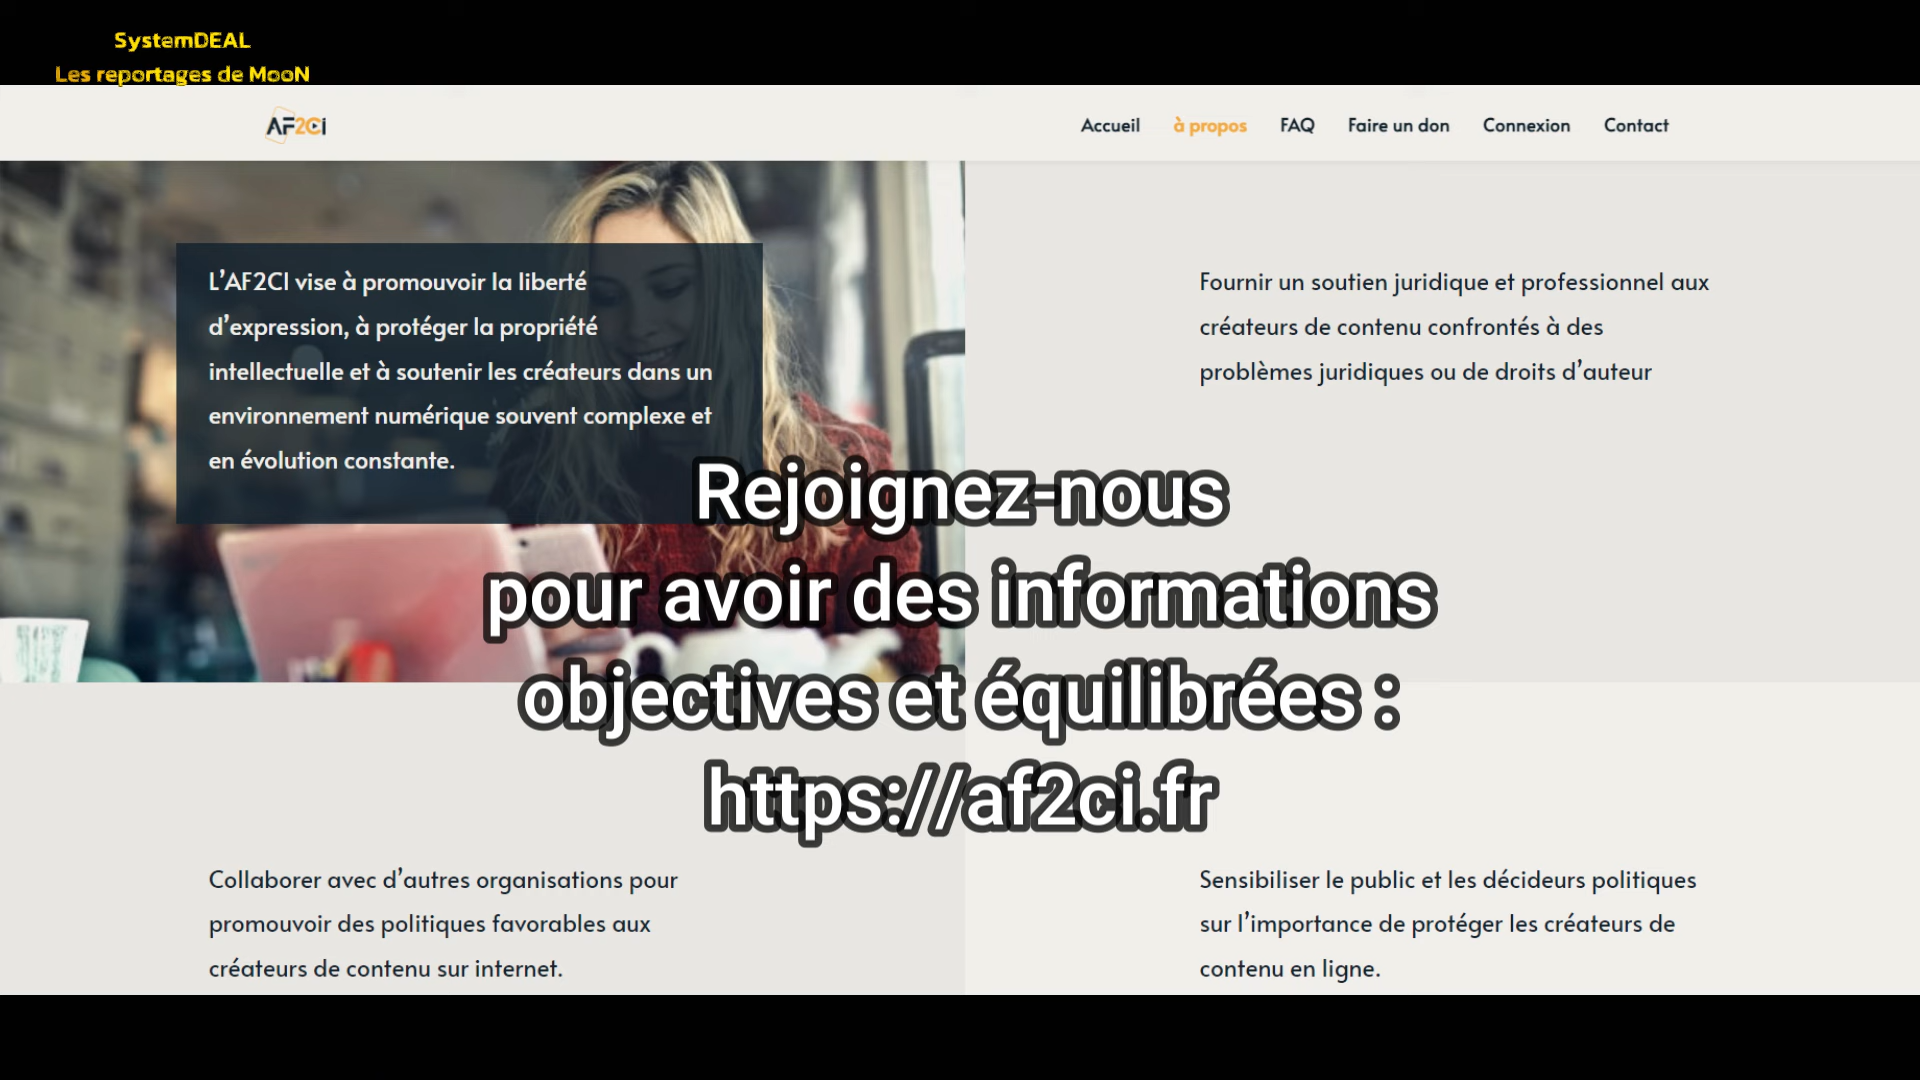 SystemDEAL
Les reportages de MooN
AF2Ci
Accueil
à propos
FAQ
Faire un don
Connexion
Contact
L'AF2CI vise à promouvoir la liberté
d'expression, à protéger la propriété
intellectuelle et à soutenir les créateurs dans un
environnement numérique souvent complexe et
en évolution constante.
Fournir un soutien juridique et professionnel aux
créateurs de contenu confrontés à des
problèmes juridiques ou de droits d'auteur
Rejoignez-nous
pour avoir des informations
objectives et équilibrées :
https://af2ci.fr
Collaborer avec d'autres organisations pour
promouvoir des politiques favorables aux
créateurs de contenu sur internet.
Sensibiliser le public et les décideurs politiques
sur l'importance de protéger les créateurs de
contenu en ligne.